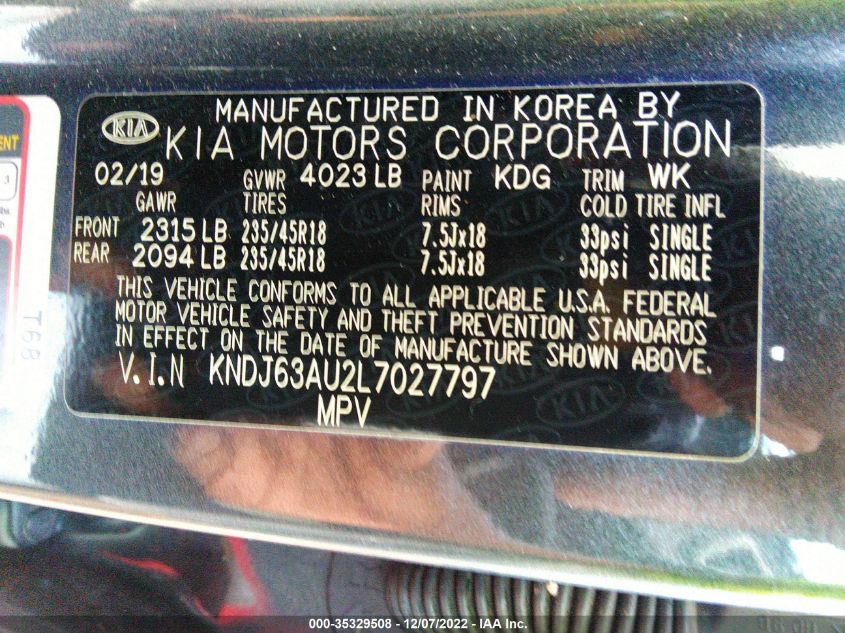 MANUFACTURED IN KOREA BY
KIA KIA MOTORS CORPORATION
02/19 GVWR 4023 LB PAINT KDG TRIM WK
GAWR TIRES RIMS COLD TIRE INFL
FRONT 2315 LB 235/45R18 7.5Jx18 33psi SINGLE
REAR 2094 LB 235/45R18 7.5Jx18 33psi SINGLE
THIS VEHICLE CONFORMS TO ALL APPLICABLE U.S.A. FEDERAL
MOTOR VEHICLE SAFETY AND THEFT PREVENTION STANDARDS
IN EFFECT ON THE DATE OF MANUFACTURE SHOWN ABOVE.
V.I.N KNDJ63AU2L7027797
MPV
3
T68
000-35329508 - 12/07/2022 - IAA Inc.